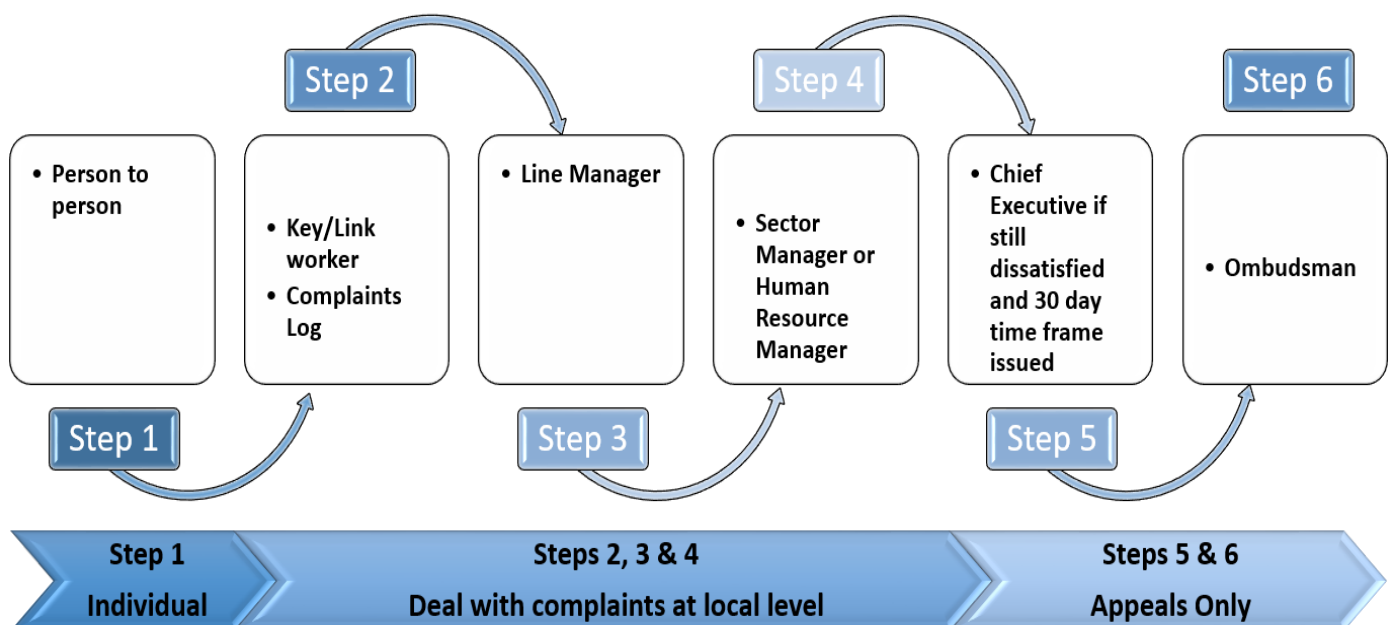 Step 1
• Person to
person
Step 2
• Key/Link
worker
• Complaints
Log
Step 3
• Line Manager
Step 4
• Sector
Manager or
Human
Resource
Manager
Step 5
• Chief
Executive if
still
dissatisfied
and 30 day
time frame
issued
Step 6
• Ombudsman
Step 1
Individual
Steps 2, 3 & 4
Deal with complaints at local level
Steps 5 & 6
Appeals Only